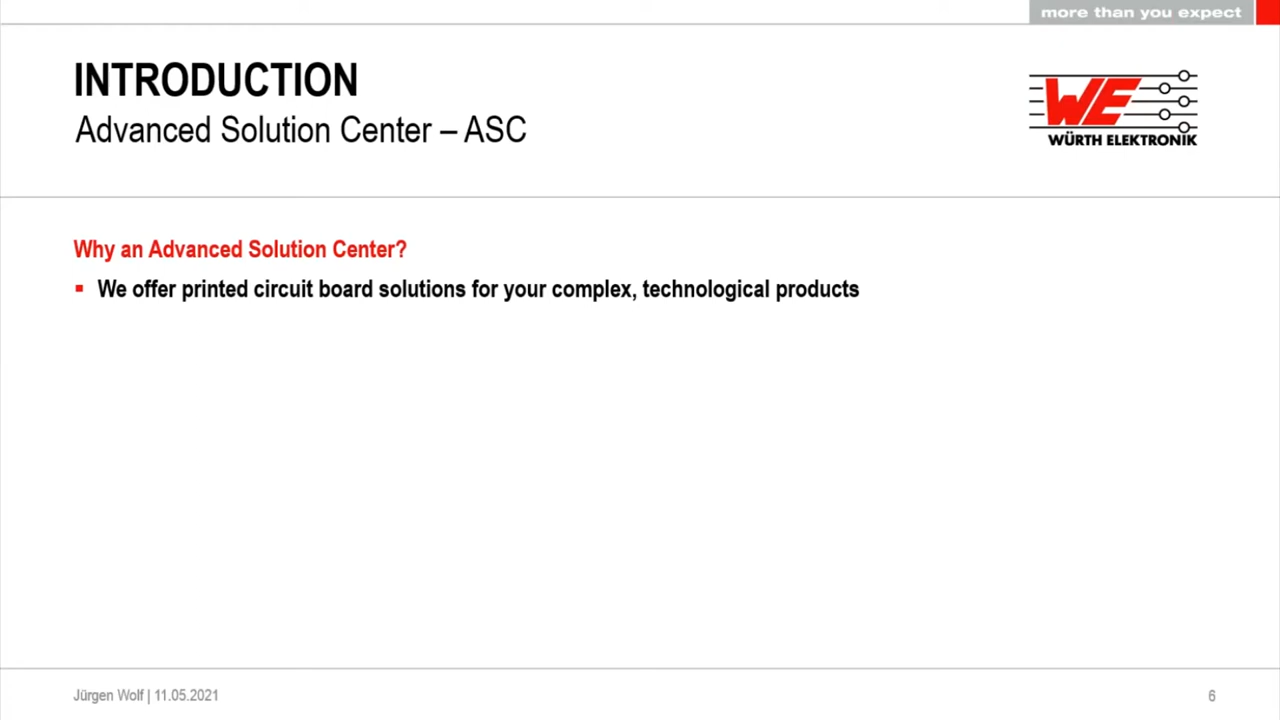 more than you expect
INTRODUCTION
Advanced Solution Center – ASC
WE
WÜRTH ELEKTRONIK
Why an Advanced Solution Center?
▪ We offer printed circuit board solutions for your complex, technological products
Jürgen Wolf | 11.05.2021
6